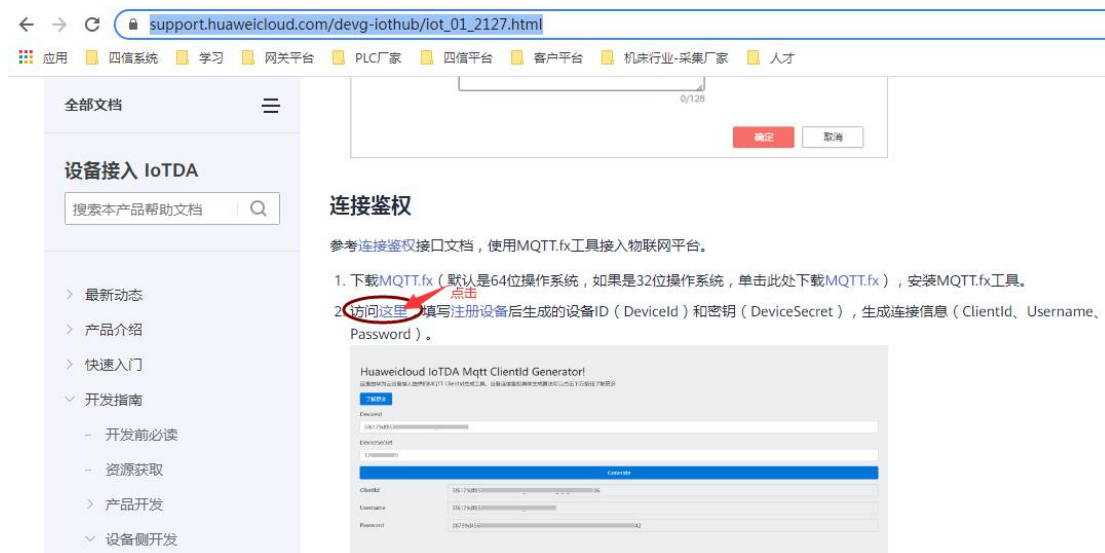 support.huaweicloud.com/devg-iothub/iot_01_2127.html
应用 四信系统 学习 网关平台 PLC厂家 四信平台 客户平台 机床行业-采集厂家 人才
全部文档
0/128
确定 取消
设备接入 IoTDA
搜索本产品帮助文档
连接鉴权
参考连接鉴权接口文档，使用MQTT.fx工具接入物联网平台。
1. 下载MQTT.fx（默认是64位操作系统，如果是32位操作系统，单击此处下载MQTT.fx），安装MQTT.fx工具。
点击
2. 访问这里，填写注册设备后生成的设备ID（DeviceId）和密钥（DeviceSecret），生成连接信息（ClientId、Username、
Password）。
最新动态
产品介绍
快速入门
开发指南
开发前必读
资源获取
产品开发
设备侧开发
Huaweicloud IoTDA Mqtt ClientId Generator!
了解更多
DeviceId
DeviceSecret
Generate
ClientId
Username
Password